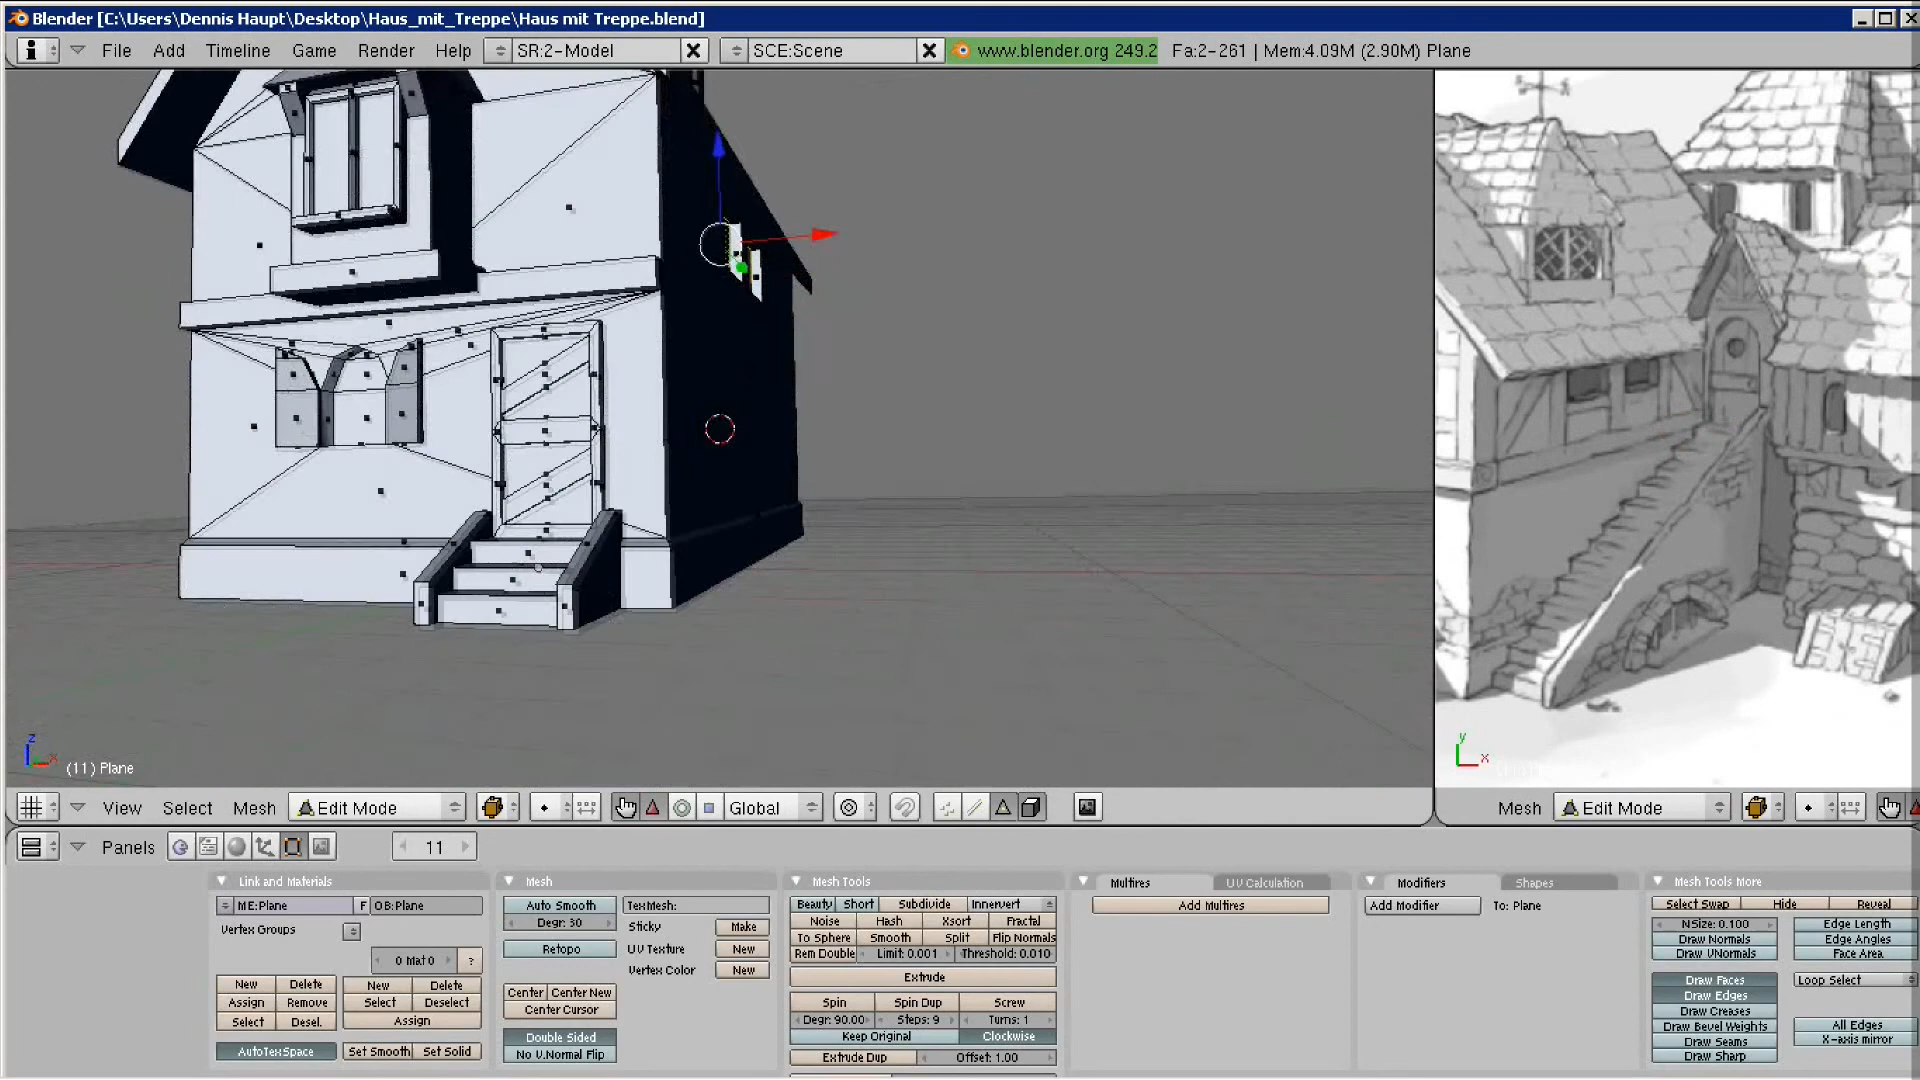 Blender [C:\Users\Dennis Haupt\Desktop\Haus_mit_Treppe\Haus mit Treppe.blend]
File Add Timeline Game Render Help SR:2-Model SCE:Scene www.blender.org 249.2 Fa:2-261 | Mem:4.09M (2.90M) Plane
z
x
(11) Plane
y
x
View Select Mesh Edit Mode Global
Mesh Edit Mode
Panels 11
Link and Materials
ME:Plane F OB:Plane
Vertex Groups
0 Mat 0 ?
New Delete New Delete
Assign Remove Select Deselect
Select Desel. Assign
AutoTexSpace Set Smooth Set Solid
Mesh
Auto Smooth TexMesh:
Degr: 30 Sticky Make
Retopo UV Texture New
Vertex Color New
Center Center New
Center Cursor
Double Sided
No V.Normal Flip
Mesh Tools
Beauty Short Subdivide Innervert
Noise Hash Xsort Fractal
To Sphere Smooth Split Flip Normals
Rem Double Limit: 0.001 Threshold: 0.010
Extrude
Spin Spin Dup Screw
Degr: 90.00 Steps: 9 Turns: 1
Keep Original Clockwise
Extrude Dup Offset: 1.00
Multires UV Calculation
Add Multires
Modifiers Shapes
Add Modifier To: Plane
Mesh Tools More
Select Swap Hide Reveal
NSize: 0.100 Edge Length
Draw Normals Edge Angles
Draw VNormals Face Area
Draw Faces Loop Select
Draw Edges
Draw Creases
Draw Bevel Weights All Edges
Draw Seams X-axis mirror
Draw Sharp